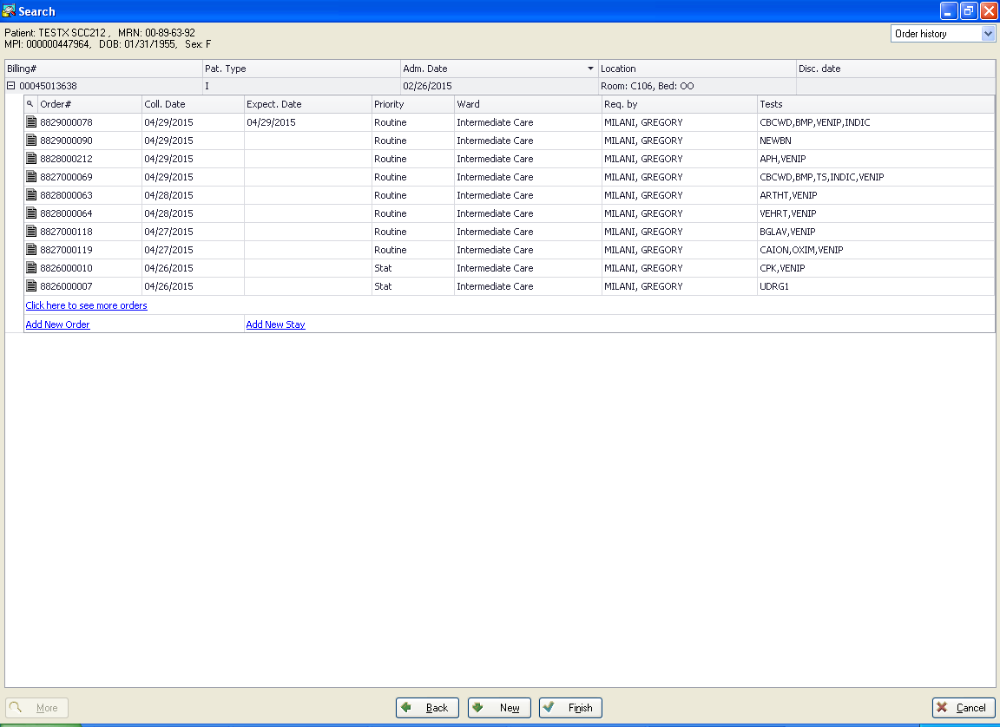 Search
Patient: TESTX SCC212 , MRN: 00-89-63-92
MPI: 000000447964, DOB: 01/31/1955, Sex: F
Order history
Billing# Pat. Type Adm. Date Location Disc. date
00045013638 I 02/26/2015 Room: C106, Bed: OO
Order# Coll. Date Expect. Date Priority Ward Req. by Tests
8829000078 04/29/2015 04/29/2015 Routine Intermediate Care MILANI, GREGORY CBCWD,BMP,VENIP,INDIC
8829000090 04/29/2015 Routine Intermediate Care MILANI, GREGORY NEWBN
8828000212 04/29/2015 Routine Intermediate Care MILANI, GREGORY APH,VENIP
8827000069 04/29/2015 Routine Intermediate Care MILANI, GREGORY CBCWD,BMP,TS,INDIC,VENIP
8828000063 04/28/2015 Routine Intermediate Care MILANI, GREGORY ARTHT,VENIP
8828000064 04/28/2015 Routine Intermediate Care MILANI, GREGORY VEHRT,VENIP
8827000118 04/27/2015 Routine Intermediate Care MILANI, GREGORY BGLAV,VENIP
8827000119 04/27/2015 Routine Intermediate Care MILANI, GREGORY CAION,OXIM,VENIP
8826000010 04/26/2015 Stat Intermediate Care MILANI, GREGORY CPK,VENIP
8826000007 04/26/2015 Stat Intermediate Care MILANI, GREGORY UDRG1
Click here to see more orders
Add New Order Add New Stay
More Back New Finish Cancel